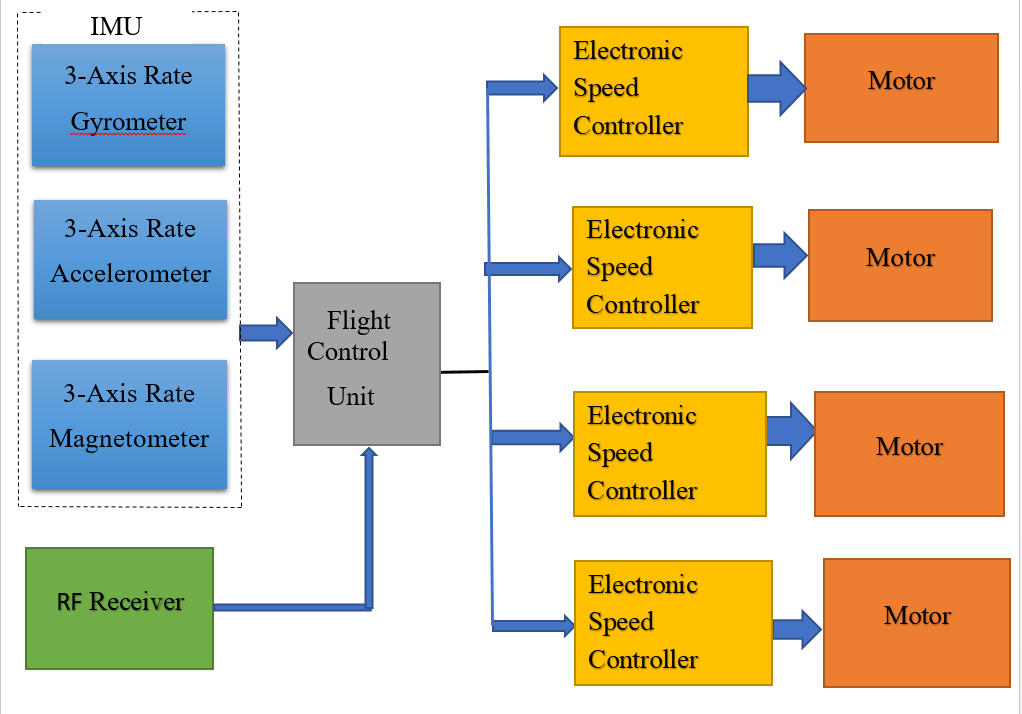 IMU
3-Axis Rate
Gyrometer
3-Axis Rate
Accelerometer
3-Axis Rate
Magnetometer
RF Receiver
Flight
Control
Unit
Electronic
Speed
Controller
Motor
Electronic
Speed
Controller
Motor
Electronic
Speed
Controller
Motor
Electronic
Speed
Controller
Motor